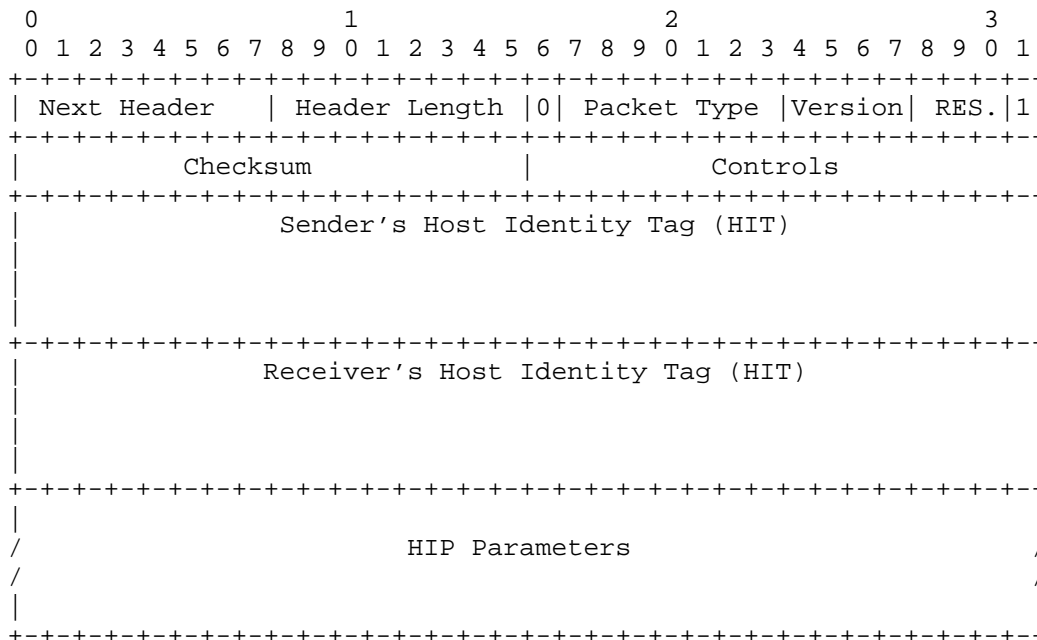 0                   1                   2                   3
0 1 2 3 4 5 6 7 8 9 0 1 2 3 4 5 6 7 8 9 0 1 2 3 4 5 6 7 8 9 0 1
+-+-+-+-+-+-+-+-+-+-+-+-+-+-+-+-+-+-+-+-+-+-+-+-+-+-+-+-+-+-+-+--
| Next Header   | Header Length |0| Packet Type |Version| RES.|1
+-+-+-+-+-+-+-+-+-+-+-+-+-+-+-+-+-+-+-+-+-+-+-+-+-+-+-+-+-+-+-+--
|          Checksum             |           Controls
+-+-+-+-+-+-+-+-+-+-+-+-+-+-+-+-+-+-+-+-+-+-+-+-+-+-+-+-+-+-+-+--
|                Sender’s Host Identity Tag (HIT)
|
|
|
+-+-+-+-+-+-+-+-+-+-+-+-+-+-+-+-+-+-+-+-+-+-+-+-+-+-+-+-+-+-+-+--
|               Receiver’s Host Identity Tag (HIT)
|
|
|
+-+-+-+-+-+-+-+-+-+-+-+-+-+-+-+-+-+-+-+-+-+-+-+-+-+-+-+-+-+-+-+--
|
/                        HIP Parameters                         /
/                                                               /
|
+-+-+-+-+-+-+-+-+-+-+-+-+-+-+-+-+-+-+-+-+-+-+-+-+-+-+-+-+-+-+-+--